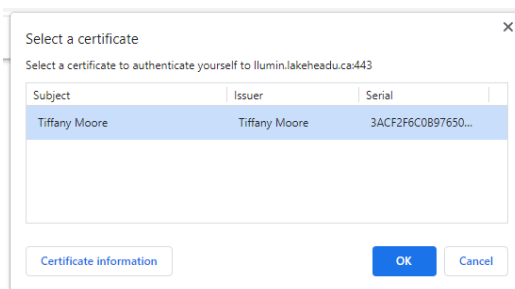 Select a certificate
Select a certificate to authenticate yourself to llumin.lakeheadu.ca:443
Subject Issuer Serial
Tiffany Moore Tiffany Moore 3ACF2F6C0B97650...
Certificate information OK Cancel